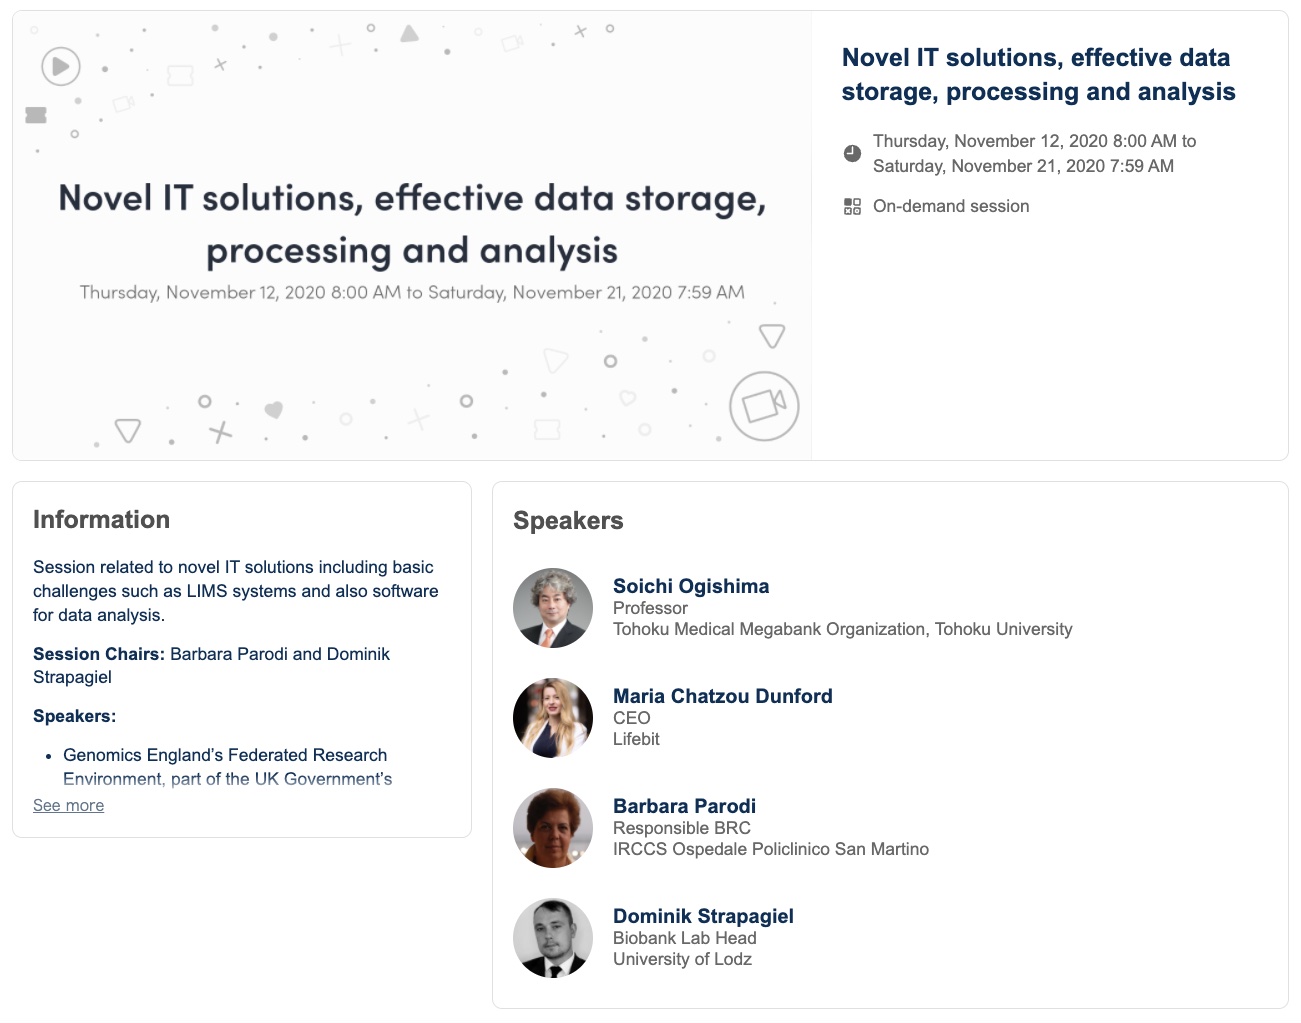 Novel IT solutions, effective data storage,
processing and analysis
Thursday, November 12, 2020 8:00 AM to Saturday, November 21, 2020 7:59 AM
Novel IT solutions, effective data
storage, processing and analysis
Thursday, November 12, 2020 8:00 AM to
Saturday, November 21, 2020 7:59 AM
On-demand session
Information
Session related to novel IT solutions including basic
challenges such as LIMS systems and also software
for data analysis.
Session Chairs: Barbara Parodi and Dominik
Strapagiel
Speakers:
• Genomics England’s Federated Research
Environment, part of the UK Government’s
See more
Speakers
Soichi Ogishima
Professor
Tohoku Medical Megabank Organization, Tohoku University
Maria Chatzou Dunford
CEO
Lifebit
Barbara Parodi
Responsible BRC
IRCCS Ospedale Policlinico San Martino
Dominik Strapagiel
Biobank Lab Head
University of Lodz